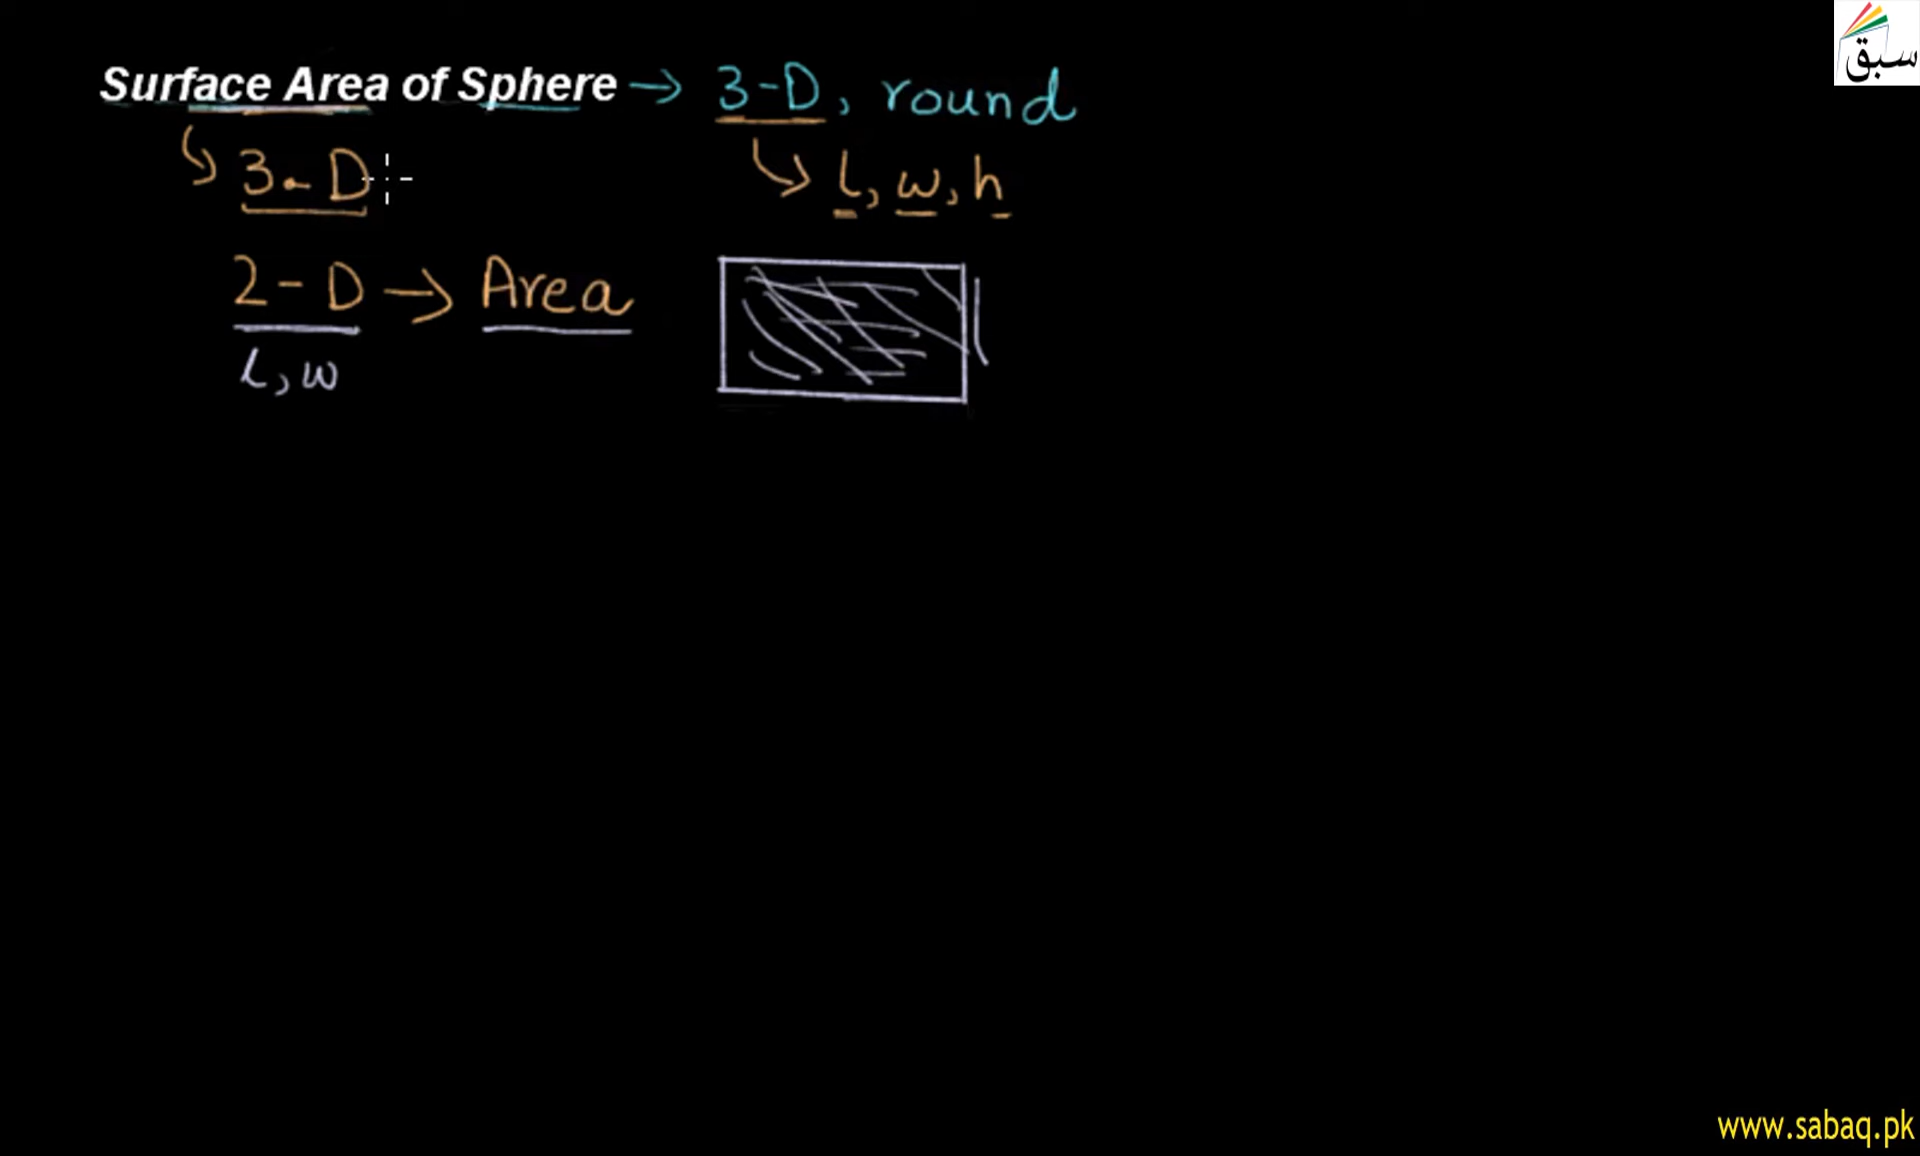 سبق
Surface Area of Sphere → 3-D, round
↳ 3-D ↳ l, w, h
2-D → Area
l, w
www.sabaq.pk